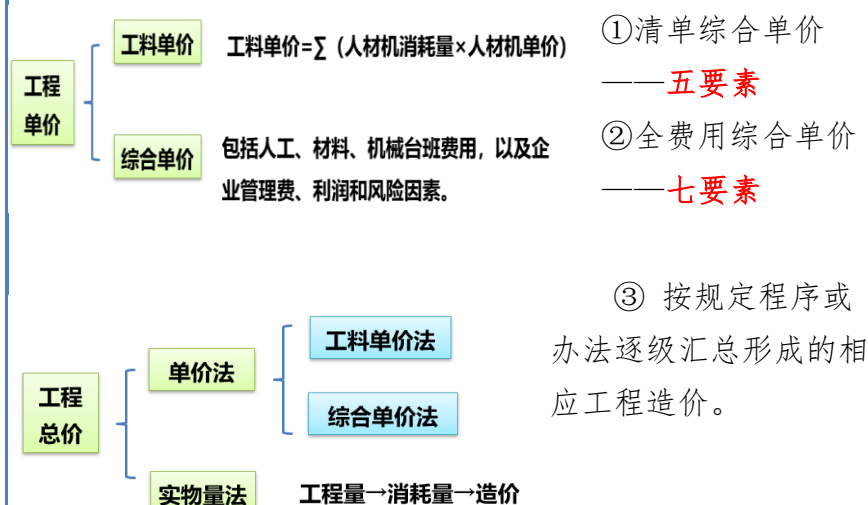 工程
单价
工料单价
工料单价=∑（人材机消耗量×人材机单价）
综合单价
包括人工、材料、机械台班费用，以及企
业管理费、利润和风险因素。
①清单综合单价
——五要素
②全费用综合单价
——七要素
③ 按规定程序或
办法逐级汇总形成的相
应工程造价。
工程
总价
单价法
工料单价法
综合单价法
实物量法
工程量→消耗量→造价